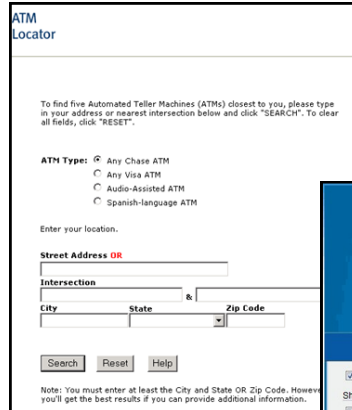 ATM
Locator
To find five Automated Teller Machines (ATMs) closest to you, please type
in your address or nearest intersection below and click "SEARCH". To clear
all fields, click "RESET".
ATM Type: Any Chase ATM
Any Visa ATM
Audio-Assisted ATM
Spanish-language ATM
Enter your location.
Street Address OR
Intersection
&
City State Zip Code
Search Reset Help
Note: You must enter at least the City and State OR Zip Code. Howeve
you'll get the best results if you can provide additional information.
Sh